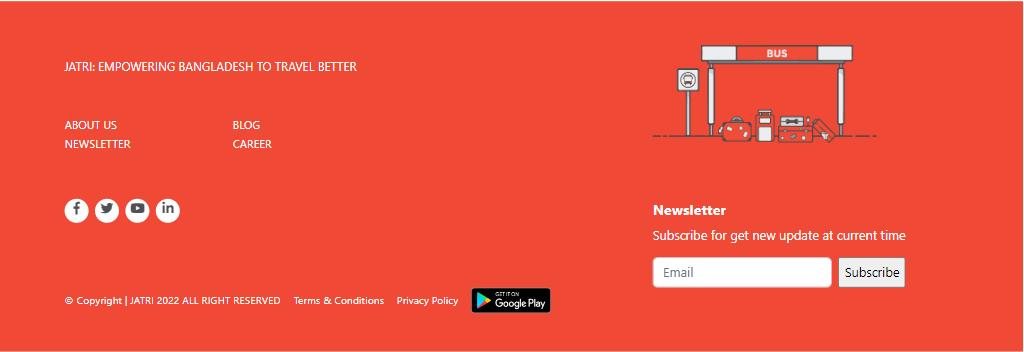 JATRI: EMPOWERING BANGLADESH TO TRAVEL BETTER
ABOUT US
BLOG
NEWSLETTER
CAREER
© Copyright | JATRI 2022 ALL RIGHT RESERVED
Terms & Conditions
Privacy Policy
GET IT ON
Google Play
BUS
Newsletter
Subscribe for get new update at current time
Email
Subscribe